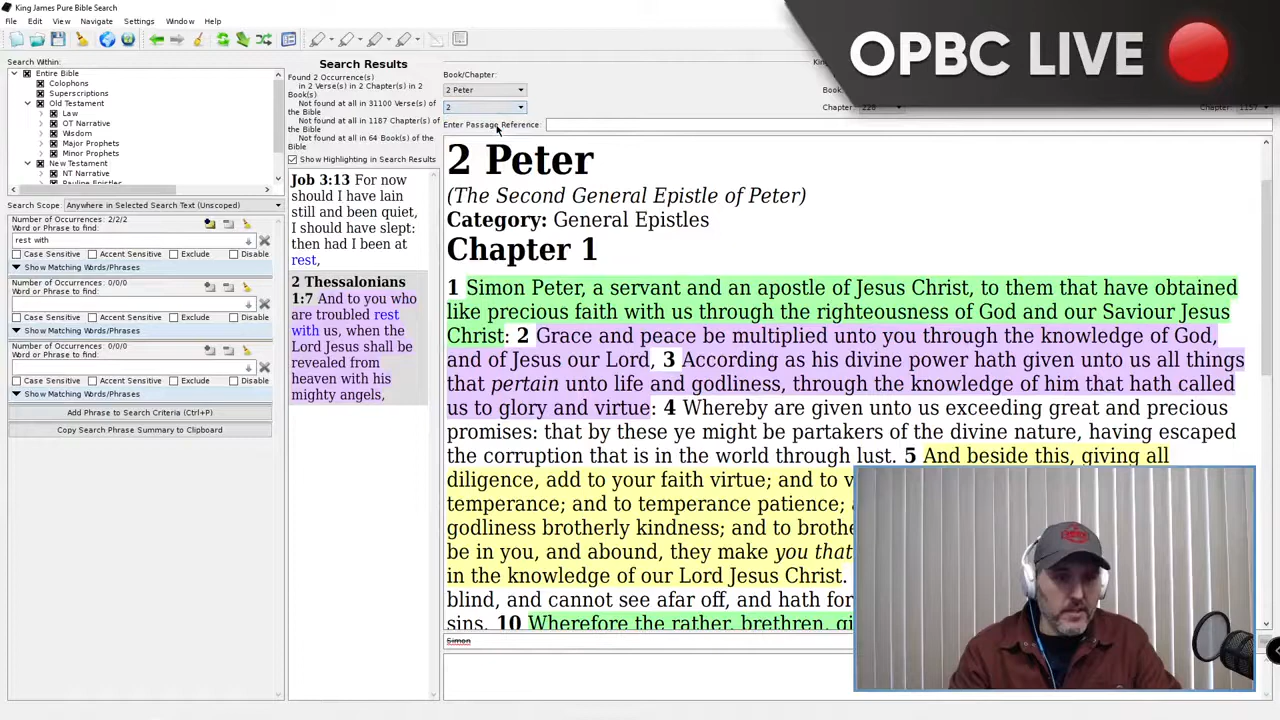 King James Pure Bible Search
File Edit View Navigate Settings Window Help
OPBC LIVE
Search Within:
Entire Bible
Colophons
Superscriptions
Old Testament
Law
OT Narrative
Wisdom
Major Prophets
Minor Prophets
New Testament
NT Narrative
Pauline Epistles
Search Scope: Anywhere in Selected Search Text (Unscoped)
Number of Occurrences: 2/2/2
Word or Phrase to find:
rest with
Case Sensitive Accent Sensitive Exclude Disable
Show Matching Words/Phrases
Number of Occurrences: 0/0/0
Word or Phrase to find:
Case Sensitive Accent Sensitive Exclude Disable
Show Matching Words/Phrases
Number of Occurrences: 0/0/0
Word or Phrase to find:
Case Sensitive Accent Sensitive Exclude Disable
Show Matching Words/Phrases
Add Phrase to Search Criteria (Ctrl+P)
Copy Search Phrase Summary to Clipboard
Search Results
Found 2 Occurrence(s)
in 2 Verse(s) in 2 Chapter(s) in 2
Book(s)
Not found at all in 31100 Verse(s) of
the Bible
Not found at all in 1187 Chapter(s) of
the Bible
Not found at all in 64 Book(s) of the
Bible
Show Highlighting in Search Results
Job 3:13 For now
should I have lain
still and been quiet,
I should have slept:
then had I been at
rest,
2 Thessalonians
1:7 And to you who
are troubled rest
with us, when the
Lord Jesus shall be
revealed from
heaven with his
mighty angels,
Book/Chapter:
2 Peter
2
Chapter: 220
Chapter: 1157
Enter Passage Reference:
2 Peter
(The Second General Epistle of Peter)
Category: General Epistles
Chapter 1
1 Simon Peter, a servant and an apostle of Jesus Christ, to them that have obtained
like precious faith with us through the righteousness of God and our Saviour Jesus
Christ: 2 Grace and peace be multiplied unto you through the knowledge of God,
and of Jesus our Lord, 3 According as his divine power hath given unto us all things
that pertain unto life and godliness, through the knowledge of him that hath called
us to glory and virtue: 4 Whereby are given unto us exceeding great and precious
promises: that by these ye might be partakers of the divine nature, having escaped
the corruption that is in the world through lust. 5 And beside this, giving all
diligence, add to your faith virtue; and to
temperance; and to temperance patience;
godliness brotherly kindness; and to
be in you, and abound, they make you that
in the knowledge of our Lord Jesus Christ.
blind, and cannot see afar off, and hath
sins. 10 Wherefore the rather, brethren,
Simon